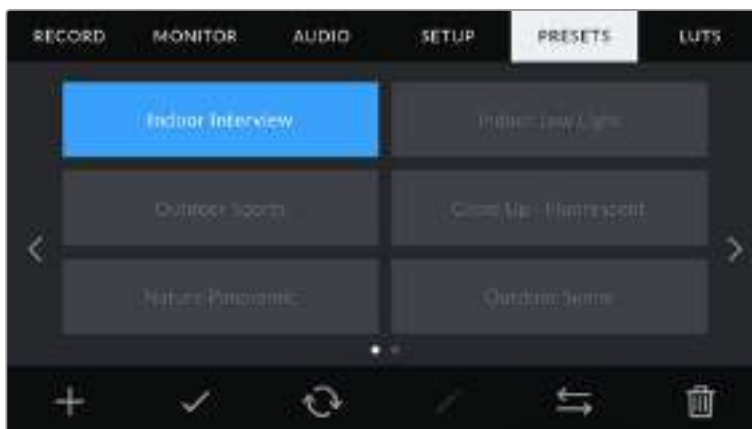 RECORD MONITOR AUDIO SETUP PRESETS LUTS
Indoor Interview Indoor Low Light
Outdoor Sports Close Up - Fluorescent
Nature Panoramic Outdoor